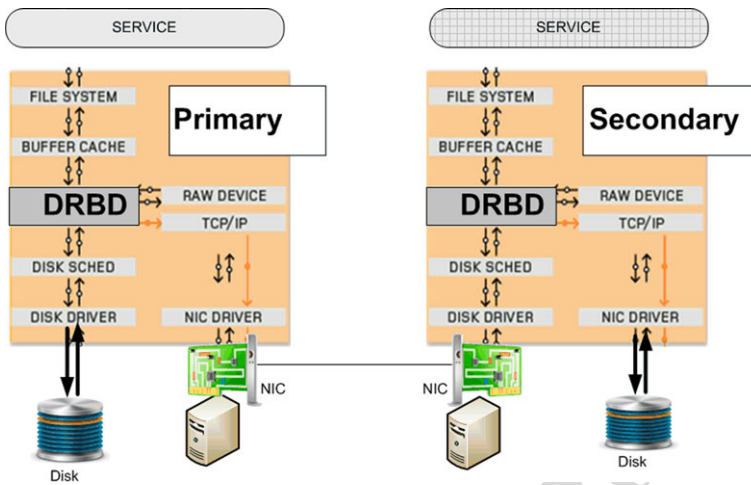 SERVICE
SERVICE
FILE SYSTEM
Primary
BUFFER CACHE
DRBD
RAW DEVICE
TCP/IP
DISK SCHED
DISK DRIVER
NIC DRIVER
NIC
Disk
FILE SYSTEM
Secondary
BUFFER CACHE
DRBD
RAW DEVICE
TCP/IP
DISK SCHED
DISK DRIVER
NIC DRIVER
NIC
Disk